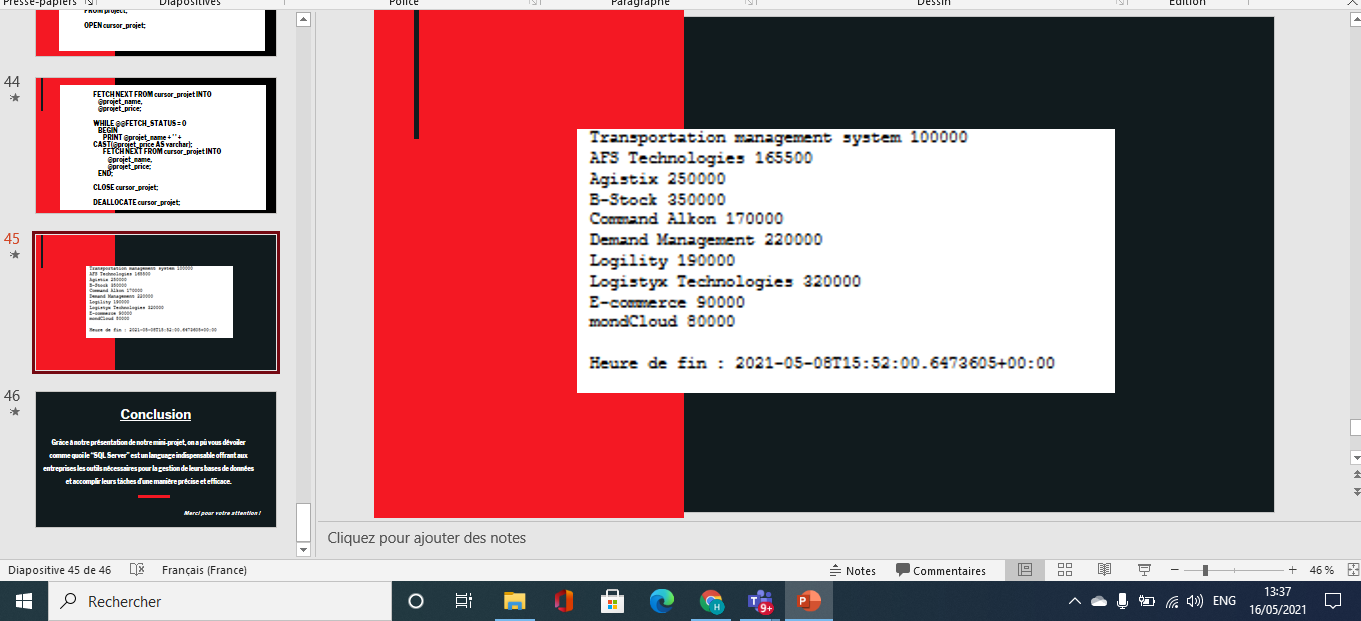 Presse-papiers
Diapositives
Police
Paragraphe
Dessin
Édition
FROM project;
OPEN cursor_projet;
44
FETCH NEXT FROM cursor_projet INTO
@projet_name,
@projet_price;
WHILE @@FETCH_STATUS = 0
BEGIN
PRINT @projet_name + ' ' +
CAST(@projet_price AS varchar);
FETCH NEXT FROM cursor_projet INTO
@projet_name,
@projet_price;
END;
CLOSE cursor_projet;
DEALLOCATE cursor_projet;
45
Transportation management system 100000
AFS Technologies 165500
Agistix 250000
B-Stock 350000
Command Alkon 170000
Demand Management 220000
Logility 190000
Logistyx Technologies 320000
E-commerce 90000
mondCloud 80000
Heure de fin : 2021-05-08T15:52:00.6473605+00:00
46
Conclusion
Grâce à notre présentation de notre mini-projet, on a pû vous dévoiler
comme quoi le "SQL Server" est un language indispensable offrant aux
entreprises les outils nécessaires pour la gestion de leurs bases de données
et accomplir leurs tâches d'une manière précise et efficace.
Merci pour votre attention !
Transportation management system 100000
AFS Technologies 165500
Agistix 250000
B-Stock 350000
Command Alkon 170000
Demand Management 220000
Logility 190000
Logistyx Technologies 320000
E-commerce 90000
mondCloud 80000
Heure de fin : 2021-05-08T15:52:00.6473605+00:00
Cliquez pour ajouter des notes
Diapositive 45 de 46
Français (France)
Notes
Commentaires
46 %
Rechercher
H
9+
P
ENG
13:37
16/05/2021